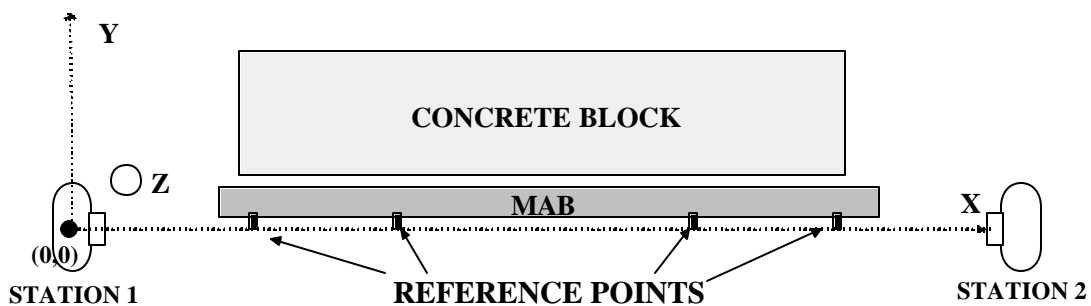 Y
CONCRETE BLOCK
Z
MAB
X
(0,0)
STATION 1
REFERENCE POINTS
STATION 2